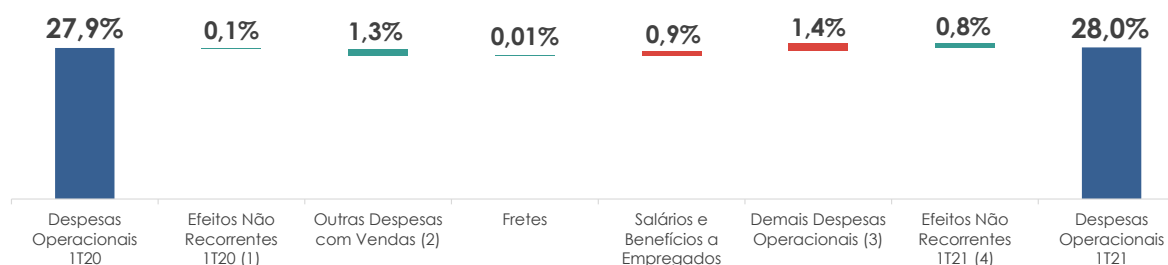 27,9%
0,1%
1,3%
0,01%
0,9%
1,4%
0,8%
28,0%
Despesas
Operacionais
1T20
Efeitos Não
Recorrentes
1T20 (1)
Outras Despesas
com Vendas (2)
Fretes
Salários e
Benefícios a
Empregados
Demais Despesas
Operacionais (3)
Efeitos Não
Recorrentes
1T21 (4)
Despesas
Operacionais
1T21